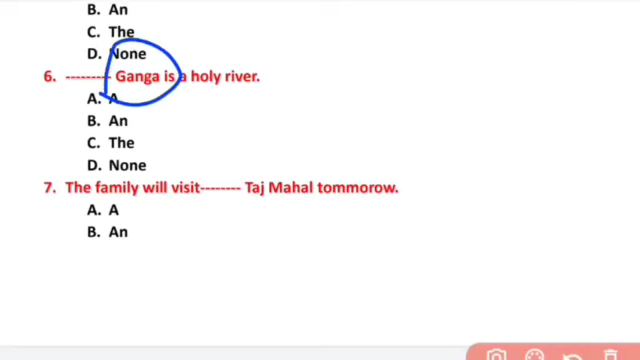 B. An
C. The
D. None
6. -------- Ganga is a holy river.
A. A
B. An
C. The
D. None
7. The family will visit-------- Taj Mahal tommorow.
A. A
B. An